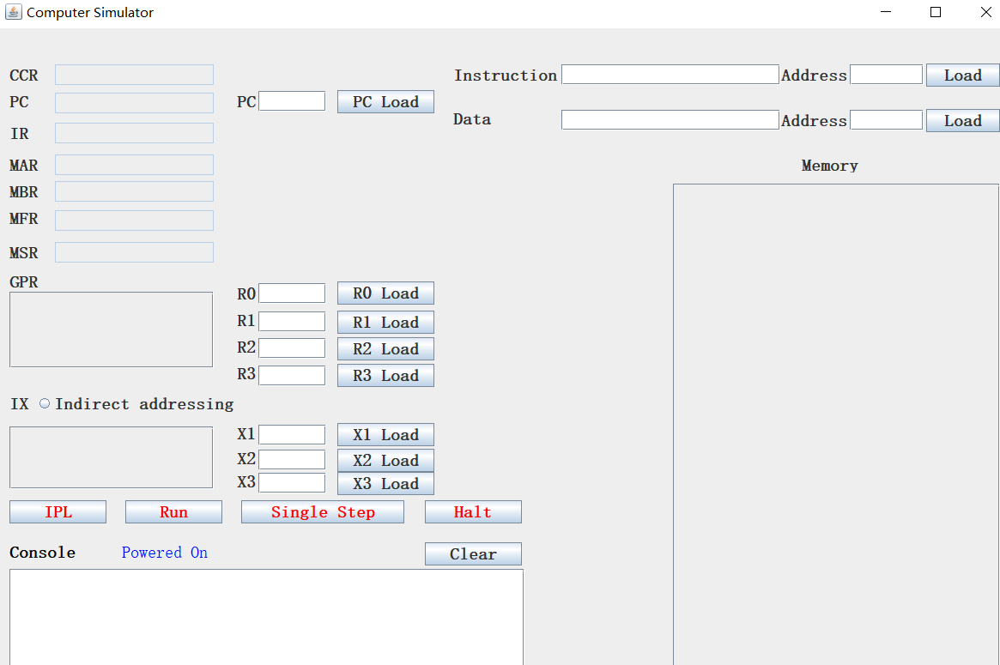 Computer Simulator
CCR
Instruction Address Load
PC PC PC Load
Data Address Load
IR
MAR Memory
MBR
MFR
MSR
GPR
R0 R0 Load
R1 R1 Load
R2 R2 Load
R3 R3 Load
IX Indirect addressing
X1 X1 Load
X2 X2 Load
X3 X3 Load
IPL Run Single Step Halt
Console Powered On Clear